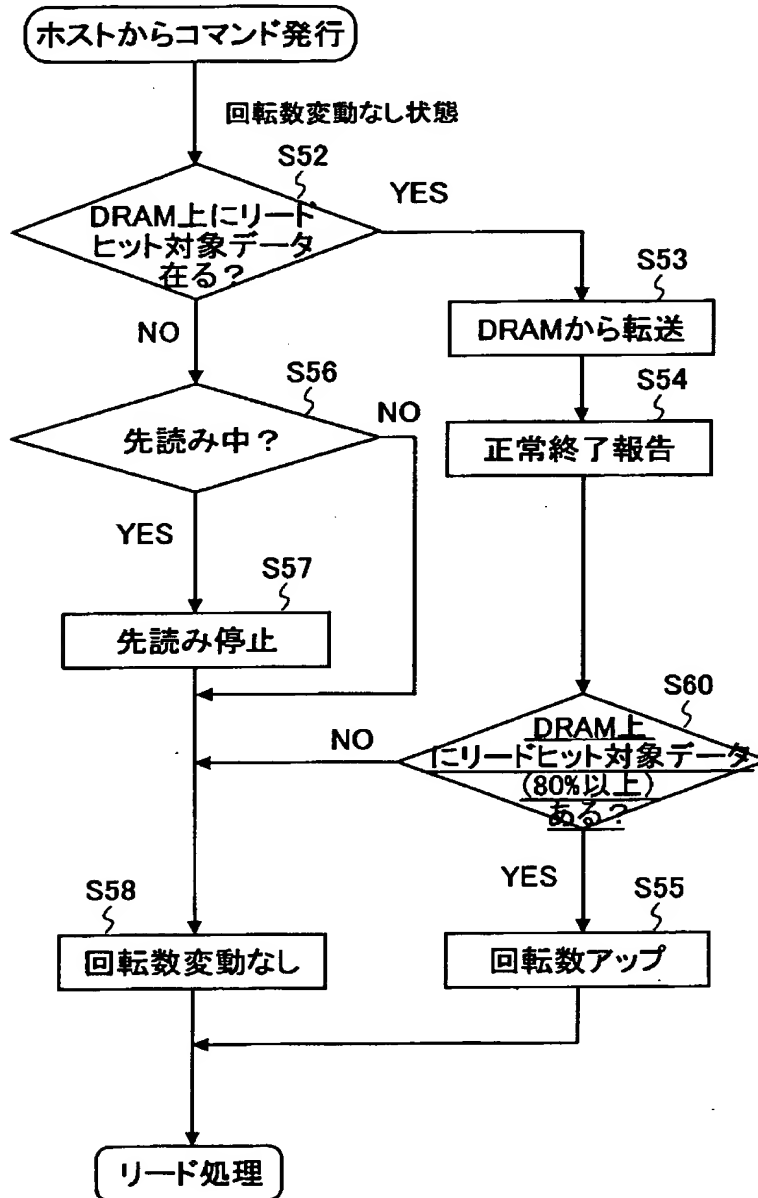 ホストからコマンド発行
回転数変動なし状態
S52
DRAM上にリード
ヒット対象データ
在る？
YES
NO
S53
DRAMから転送
S54
正常終了報告
S56
先読み中？
NO
YES
S57
先読み停止
S60
DRAM上
にリードヒット対象データ
(80%以上)
ある？
NO
YES
S58
回転数変動なし
S55
回転数アップ
リード処理